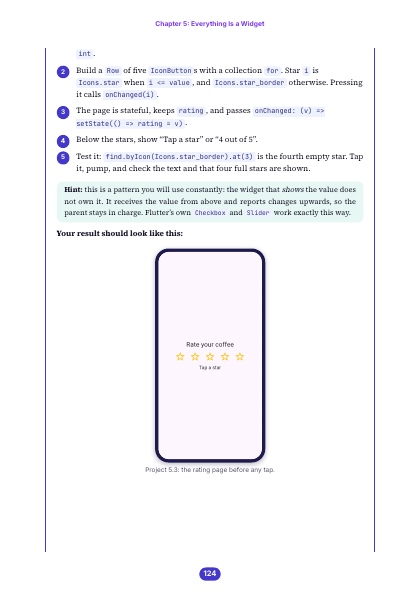 Chapter 5: Everything Is a Widget
int.
2 Build a Row of five IconButton s with a collection for. Star i is
Icons.star when i <= value, and Icons.star_border otherwise. Pressing
it calls onChanged(i).
3 The page is stateful, keeps rating, and passes onChanged: (v) =>
setState(() => rating = v).
4 Below the stars, show “Tap a star” or “4 out of 5”.
5 Test it: find.byIcon(Icons.star_border).at(3) is the fourth empty star. Tap
it, pump, and check the text and that four full stars are shown.
Hint: this is a pattern you will use constantly: the widget that shows the value does
not own it. It receives the value from above and reports changes upwards, so the
parent stays in charge. Flutter’s own Checkbox and Slider work exactly this way.
Your result should look like this:
Rate your coffee
Tap a star
Project 5.3: the rating page before any tap.
124